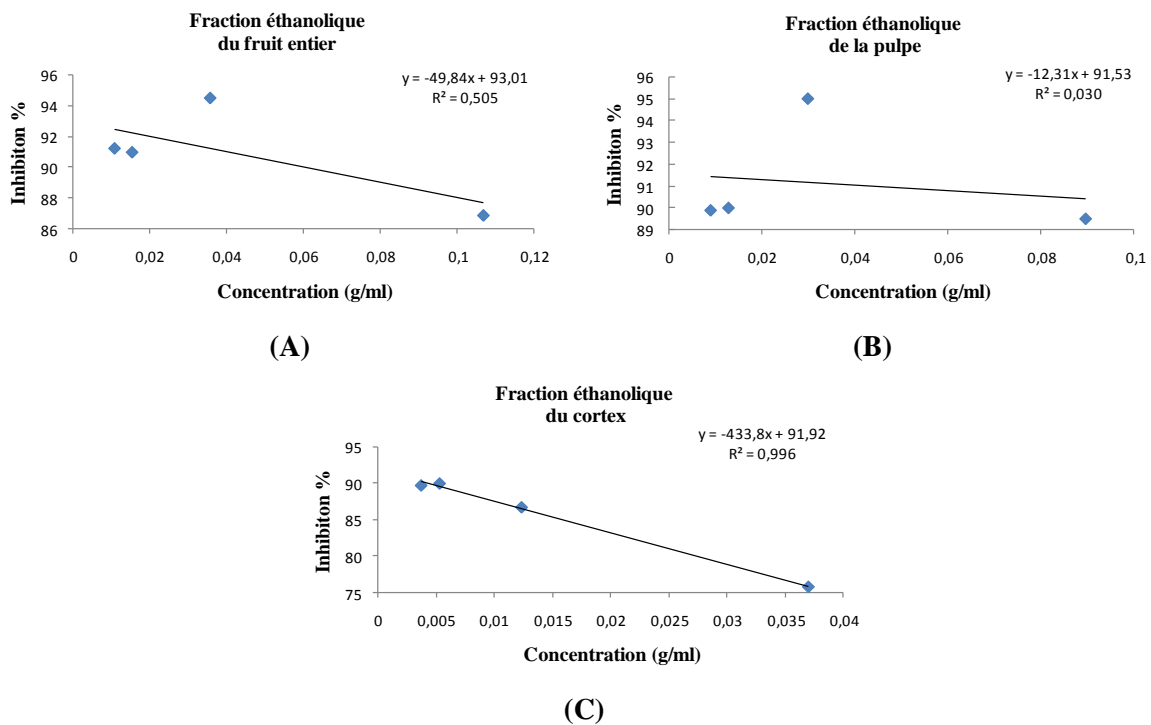 Fraction éthanolique
du fruit entier
y = -49,84x + 93,01
R² = 0,505
96
94
92
90
88
86
Inhibiton %
0 0,02 0,04 0,06 0,08 0,1 0,12
Concentration (g/ml)
(A)
Fraction éthanolique
de la pulpe
y = -12,31x + 91,53
R² = 0,030
96
95
94
93
92
91
90
89
Inhibiton %
0 0,02 0,04 0,06 0,08 0,1
Concentration (g/ml)
(B)
Fraction éthanolique
du cortex
y = -433,8x + 91,92
R² = 0,996
95
90
85
80
75
Inhibiton %
0 0,005 0,01 0,015 0,02 0,025 0,03 0,035 0,04
Concentration (g/ml)
(C)